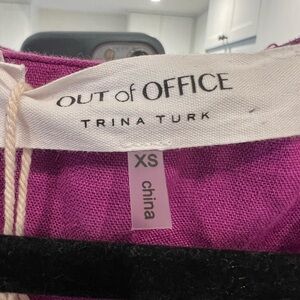 OUT of OFFICE
TRINA TURK
XS
china